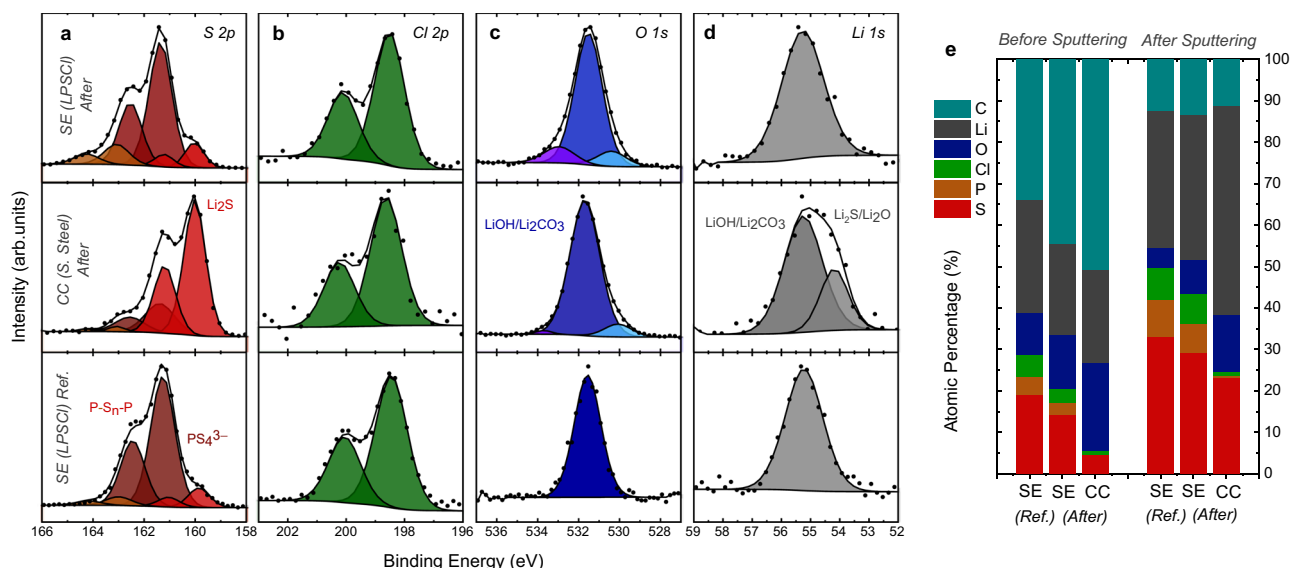 a
S 2p
SE (LPSCI)
After
b
Cl 2p
c
O 1s
d
Li 1s
CC (S. Steel)
After
Li2S
LiOH/Li2CO3
LiOH/Li2CO3
Li2S/Li2O
SE (LPSCI) Ref.
P-Sn-P
PS4 3−
Intensity (arb.units)
166 164 162 160 158
202 200 198 196
536 534 532 530 528
59 58 57 56 55 54 53 52
Binding Energy (eV)
e
Before Sputtering
After Sputtering
C
Li
O
Cl
P
S
Atomic Percentage (%)
100
90
80
70
60
50
40
30
20
10
0
SE SE CC SE SE CC
(Ref.) (After) (Ref.) (After)